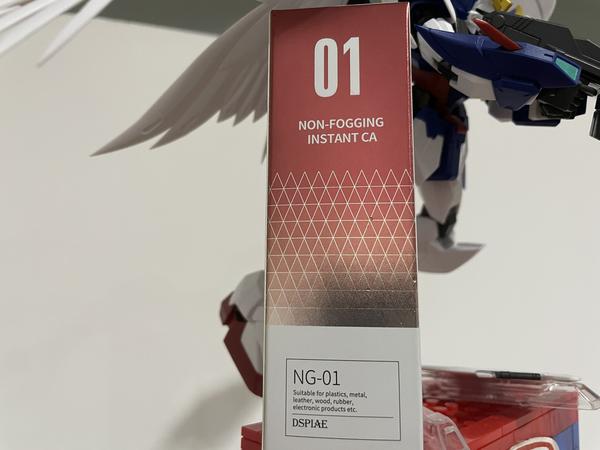 01
NON-FOGGING
INSTANT CA
NG-01
Suitable for plastics, metal,
leather, wood, rubber,
electronic products etc.
DSPIAE